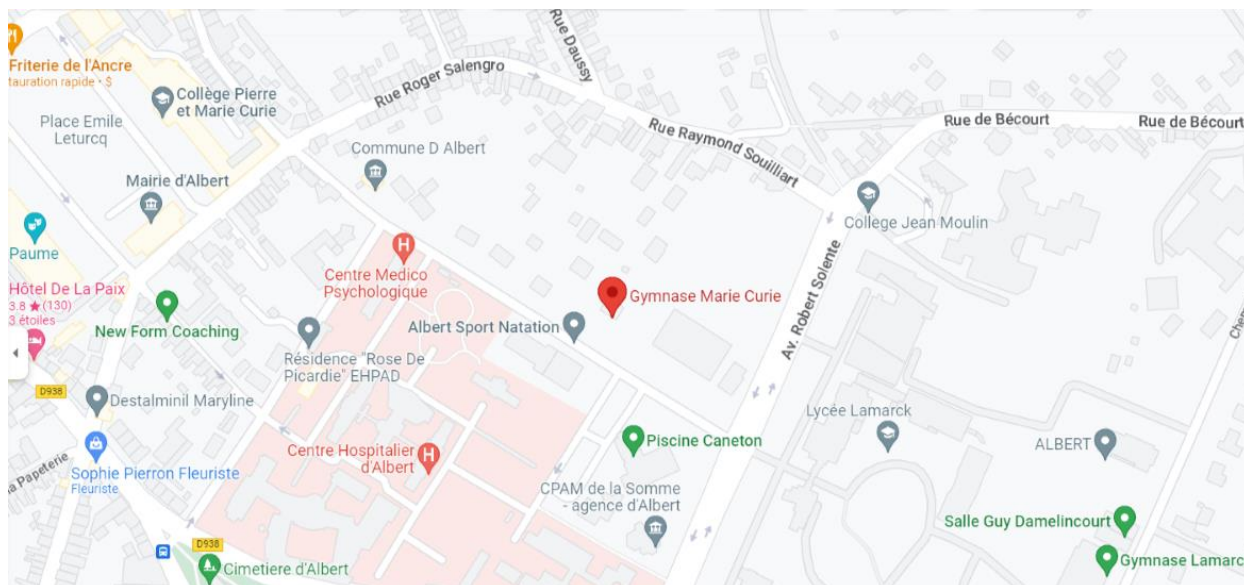 Friterie de l'Ancre
tauration rapide · $
Collège Pierre
et Marie Curie
Place Emile
Leturcq
Mairie d'Albert
Paume
Hôtel De La Paix
3.8 ★ (130)
3 étoiles
New Form Coaching
D938
Destalminil Maryline
Sophie Pierron Fleuriste
Fleuriste
a Papeterie
D938
Cimetiere d'Albert
Rue Roger Salengro
Rue Daussy
Commune D Albert
H
Centre Medico
Psychologique
Résidence "Rose De
Picardie" EHPAD
Albert Sport Natation
Centre Hospitalier
d'Albert
H
Gymnase Marie Curie
Piscine Caneton
CPAM de la Somme
- agence d'Albert
Rue Raymond Souilliart
Av. Robert Solente
Rue de Bécourt
Rue de Bécourt
College Jean Moulin
Lycée Lamarck
ALBERT
Salle Guy Damelincourt
Gymnase Lamarc
Chem